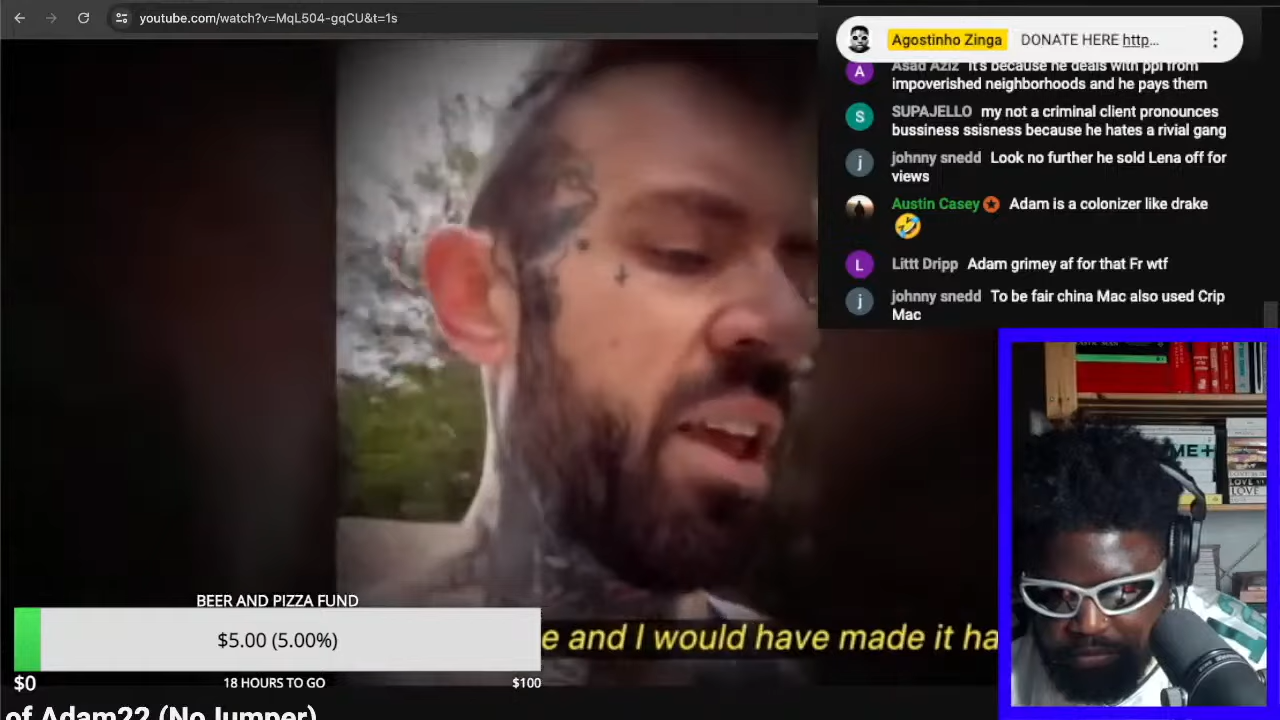 youtube.com/watch?v=MqL504-gqCU&t=1s
Agostinho Zinga DONATE HERE http...
Asad Aziz It's because he deals with ppl from
impoverished neighborhoods and he pays them
SUPAJELLO my not a criminal client pronounces
bussiness ssisness because he hates a rivial gang
johnny snedd Look no further he sold Lena off for
views
Austin Casey Adam is a colonizer like drake
🤣
Littt Dripp Adam grimey af for that Fr wtf
johnny snedd To be fair china Mac also used Crip
Mac
ME+
LOVE
LOVE
BEER AND PIZZA FUND
$5.00 (5.00%)
e and I would have made it ha
$0 18 HOURS TO GO $100
of Adam22 (No Jumper)